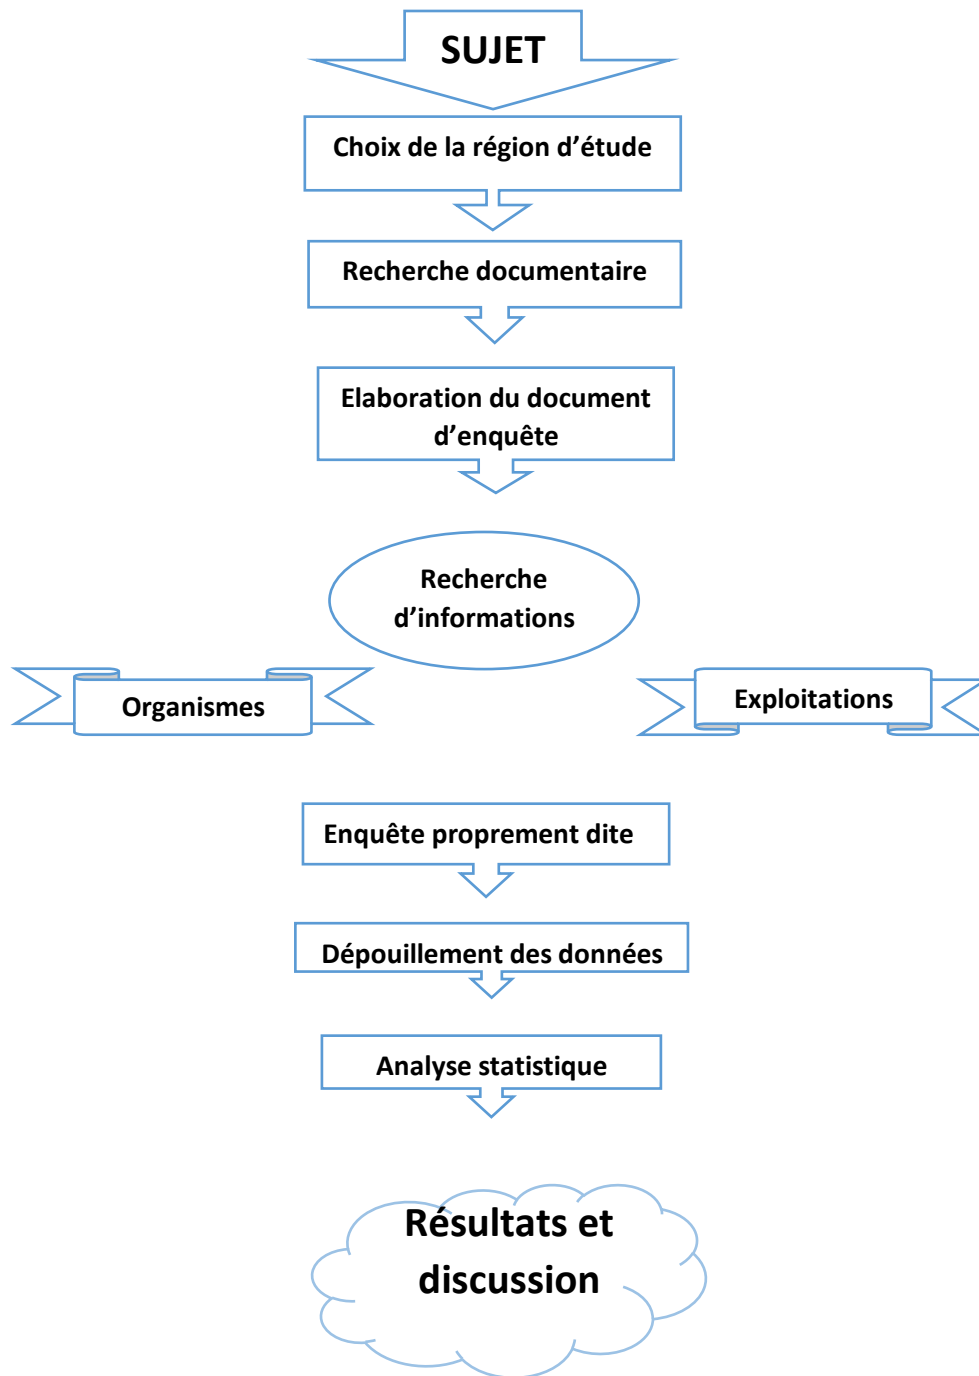 SUJET
Choix de la région d’étude
Recherche documentaire
Elaboration du document
d’enquête
Recherche
d’informations
Organismes
Exploitations
Enquête proprement dite
Dépouillement des données
Analyse statistique
Résultats et
discussion